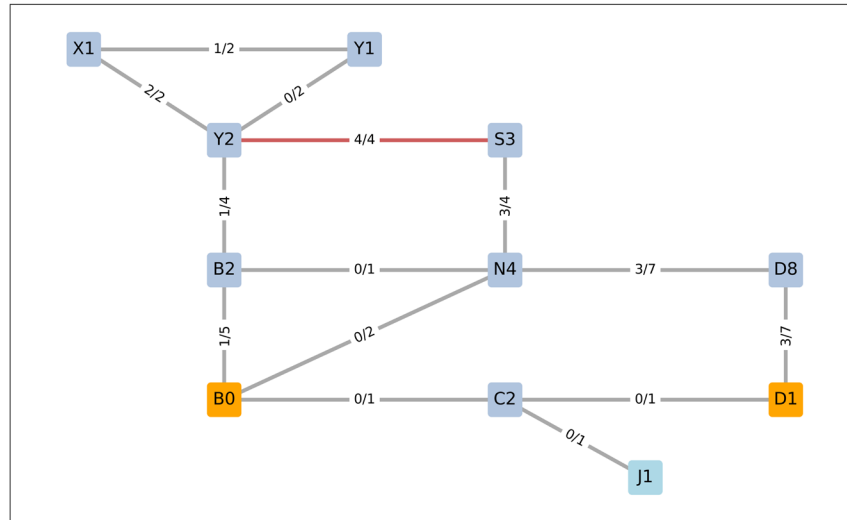 X1 1/2 Y1
2/2 0/2
Y2 4/4 S3
1/4 3/4
B2 0/1 N4 3/7 D8
1/5 0/2 3/7
B0 0/1 C2 0/1 D1
0/1
J1